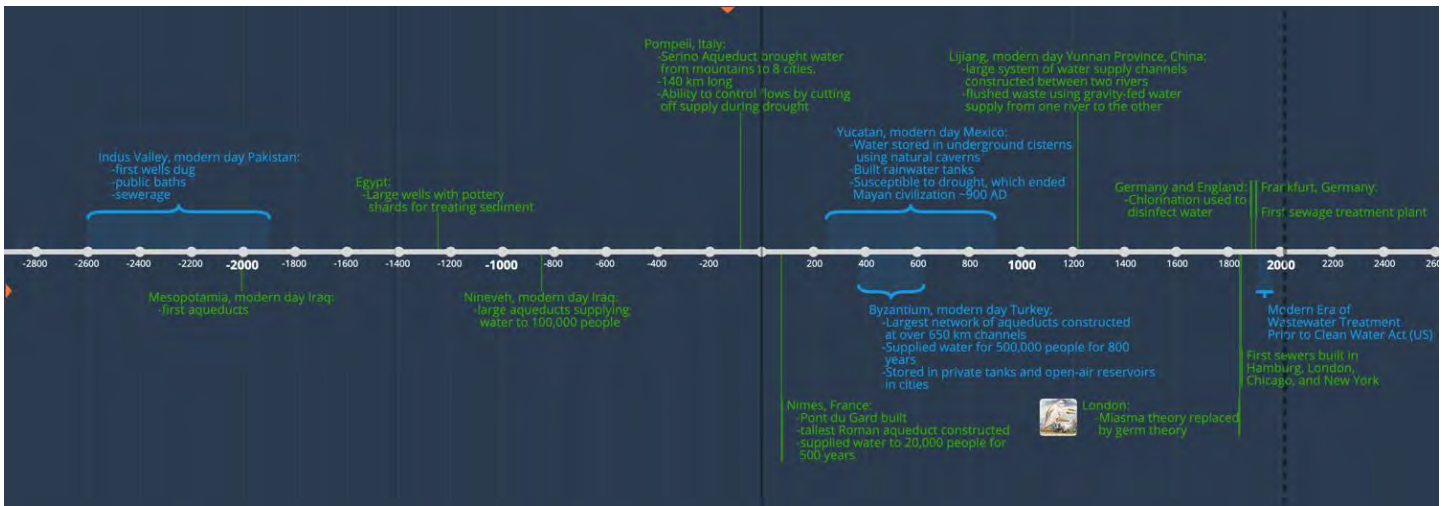 Pompeii, Italy:
-Serino Aqueduct brought water
from mountains to 8 cities.
-140 km long
-Ability to control flows by cutting
off supply during drought
Lijiang, modern day Yunnan Province, China:
-large system of water supply channels
constructed between two rivers
-flushed waste using gravity-fed water
supply from one river to the other
Indus Valley, modern day Pakistan:
-first wells dug
-public baths
-sewerage
Egypt:
-Large wells with pottery
shards for treating sediment
Yucatan, modern day Mexico:
-Water stored in underground cisterns
using natural caverns
-Built rainwater tanks
-Susceptible to drought, which ended
Mayan civilization ~900 AD
Germany and England:
-Chlorination used to
disinfect water
Frankfurt, Germany:
First sewage treatment plant
-2800 -2600 -2400 -2200 -2000 -1800 -1600 -1400 -1200 -1000 -800 -600 -400 -200 0 200 400 600 800 1000 1200 1400 1600 1800 2000 2200 2400 260
Mesopotamia, modern day Iraq:
-first aqueducts
Nineveh, modern day Iraq:
-large aqueducts supplying
water to 100,000 people
Byzantium, modern day Turkey:
-Largest network of aqueducts constructed
at over 650 km channels
-Supplied water for 500,000 people for 800
years
-Stored in private tanks and open-air reservoirs
in cities
Modern Era of
Wastewater Treatment
Prior to Clean Water Act (US)
First sewers built in
Hamburg, London,
Chicago, and New York
Nimes, France:
-Pont du Gard built
-tallest Roman aqueduct constructed
-supplied water to 20,000 people for
500 years
London:
-Miasma theory replaced
by germ theory